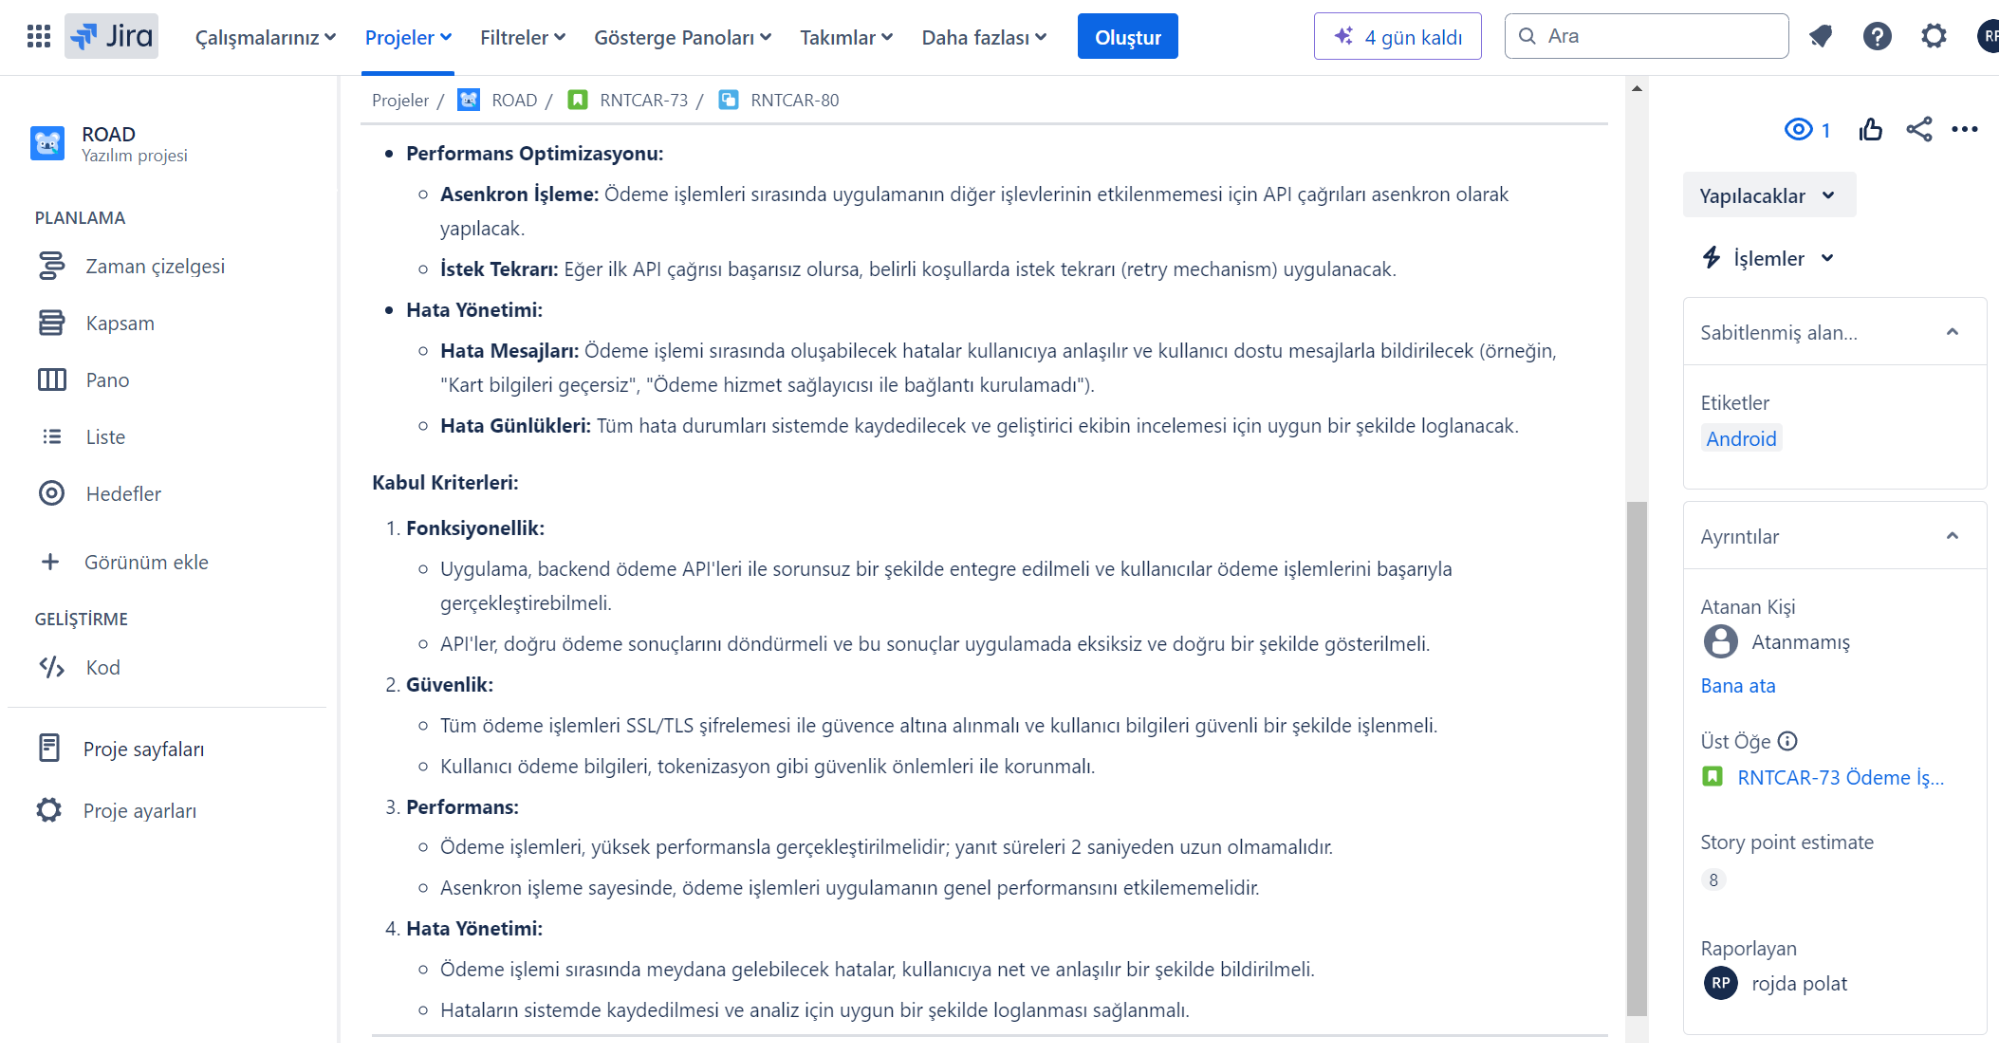 Jira
Çalışmalarınız
Projeler
Filtreler
Gösterge Panoları
Takımlar
Daha fazlası
Oluştur
4 gün kaldı
Ara
RP
ROAD
Yazılım projesi
PLANLAMA
Zaman çizelgesi
Kapsam
Pano
Liste
Hedefler
Görünüm ekle
GELİŞTİRME
Kod
Proje sayfaları
Proje ayarları
Projeler / ROAD / RNTCAR-73 / RNTCAR-80
• Performans Optimizasyonu:
◦ Asenkron İşleme: Ödeme işlemleri sırasında uygulamanın diğer işlevlerinin etkilenmemesi için API çağrıları asenkron olarak
yapılacak.
◦ İstek Tekrarı: Eğer ilk API çağrısı başarısız olursa, belirli koşullarda istek tekrarı (retry mechanism) uygulanacak.
• Hata Yönetimi:
◦ Hata Mesajları: Ödeme işlemi sırasında oluşabilecek hatalar kullanıcıya anlaşılır ve kullanıcı dostu mesajlarla bildirilecek (örneğin,
"Kart bilgileri geçersiz", "Ödeme hizmet sağlayıcısı ile bağlantı kurulamadı").
◦ Hata Günlükleri: Tüm hata durumları sistemde kaydedilecek ve geliştirici ekibin incelemesi için uygun bir şekilde loglanacak.
Kabul Kriterleri:
1. Fonksiyonellik:
◦ Uygulama, backend ödeme API'leri ile sorunsuz bir şekilde entegre edilmeli ve kullanıcılar ödeme işlemlerini başarıyla
gerçekleştirebilmeli.
◦ API'ler, doğru ödeme sonuçlarını döndürmeli ve bu sonuçlar uygulamada eksiksiz ve doğru bir şekilde gösterilmeli.
2. Güvenlik:
◦ Tüm ödeme işlemleri SSL/TLS şifrelemesi ile güvence altına alınmalı ve kullanıcı bilgileri güvenli bir şekilde işlenmeli.
◦ Kullanıcı ödeme bilgileri, tokenizasyon gibi güvenlik önlemleri ile korunmalı.
3. Performans:
◦ Ödeme işlemleri, yüksek performansla gerçekleştirilmelidir; yanıt süreleri 2 saniyeden uzun olmamalıdır.
◦ Asenkron işleme sayesinde, ödeme işlemleri uygulamanın genel performansını etkilememelidir.
4. Hata Yönetimi:
◦ Ödeme işlemi sırasında meydana gelebilecek hatalar, kullanıcıya net ve anlaşılır bir şekilde bildirilmeli.
◦ Hataların sistemde kaydedilmesi ve analiz için uygun bir şekilde loglanması sağlanmalı.
1
Yapılacaklar
İşlemler
Sabitlenmiş alan...
Etiketler
Android
Ayrıntılar
Atanan Kişi
Atanmamış
Bana ata
Üst Öğe
RNTCAR-73 Ödeme İş...
Story point estimate
8
Raporlayan
RP rojda polat